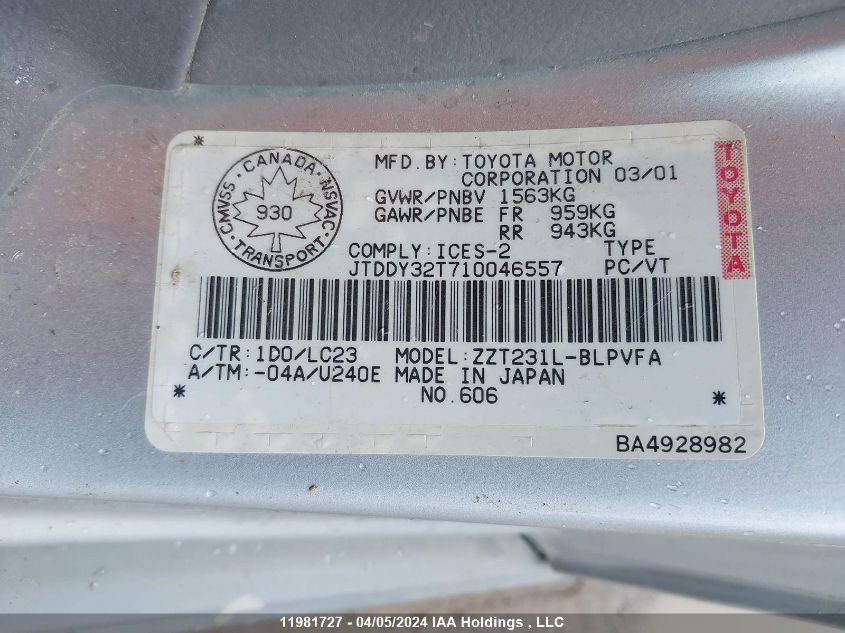 CMVSS · CANADA · NSVAC
930
TRANSPORT
MFD. BY: TOYOTA MOTOR
CORPORATION 03/01
GVWR/PNBV 1563KG
GAWR/PNBE FR 959KG
RR 943KG
COMPLY: ICES-2 TYPE
JTDDY32T710046557 PC/VT
TOYOTA
C/TR: 1D0/LC23 MODEL: ZZT231L-BLPVFA
A/TM: -04A/U240E MADE IN JAPAN
NO. 606
BA4928982
11981727 - 04/05/2024 IAA Holdings , LLC